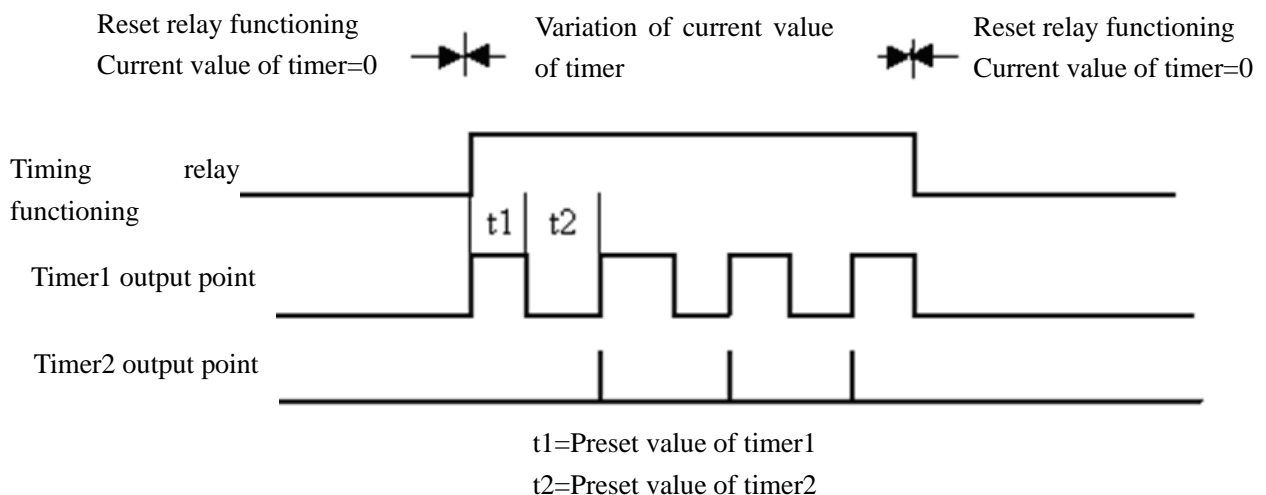 Reset relay functioning
Current value of timer=0
Variation of current value
of timer
Reset relay functioning
Current value of timer=0
Timing relay
functioning
t1 t2
Timer1 output point
Timer2 output point
t1=Preset value of timer1
t2=Preset value of timer2